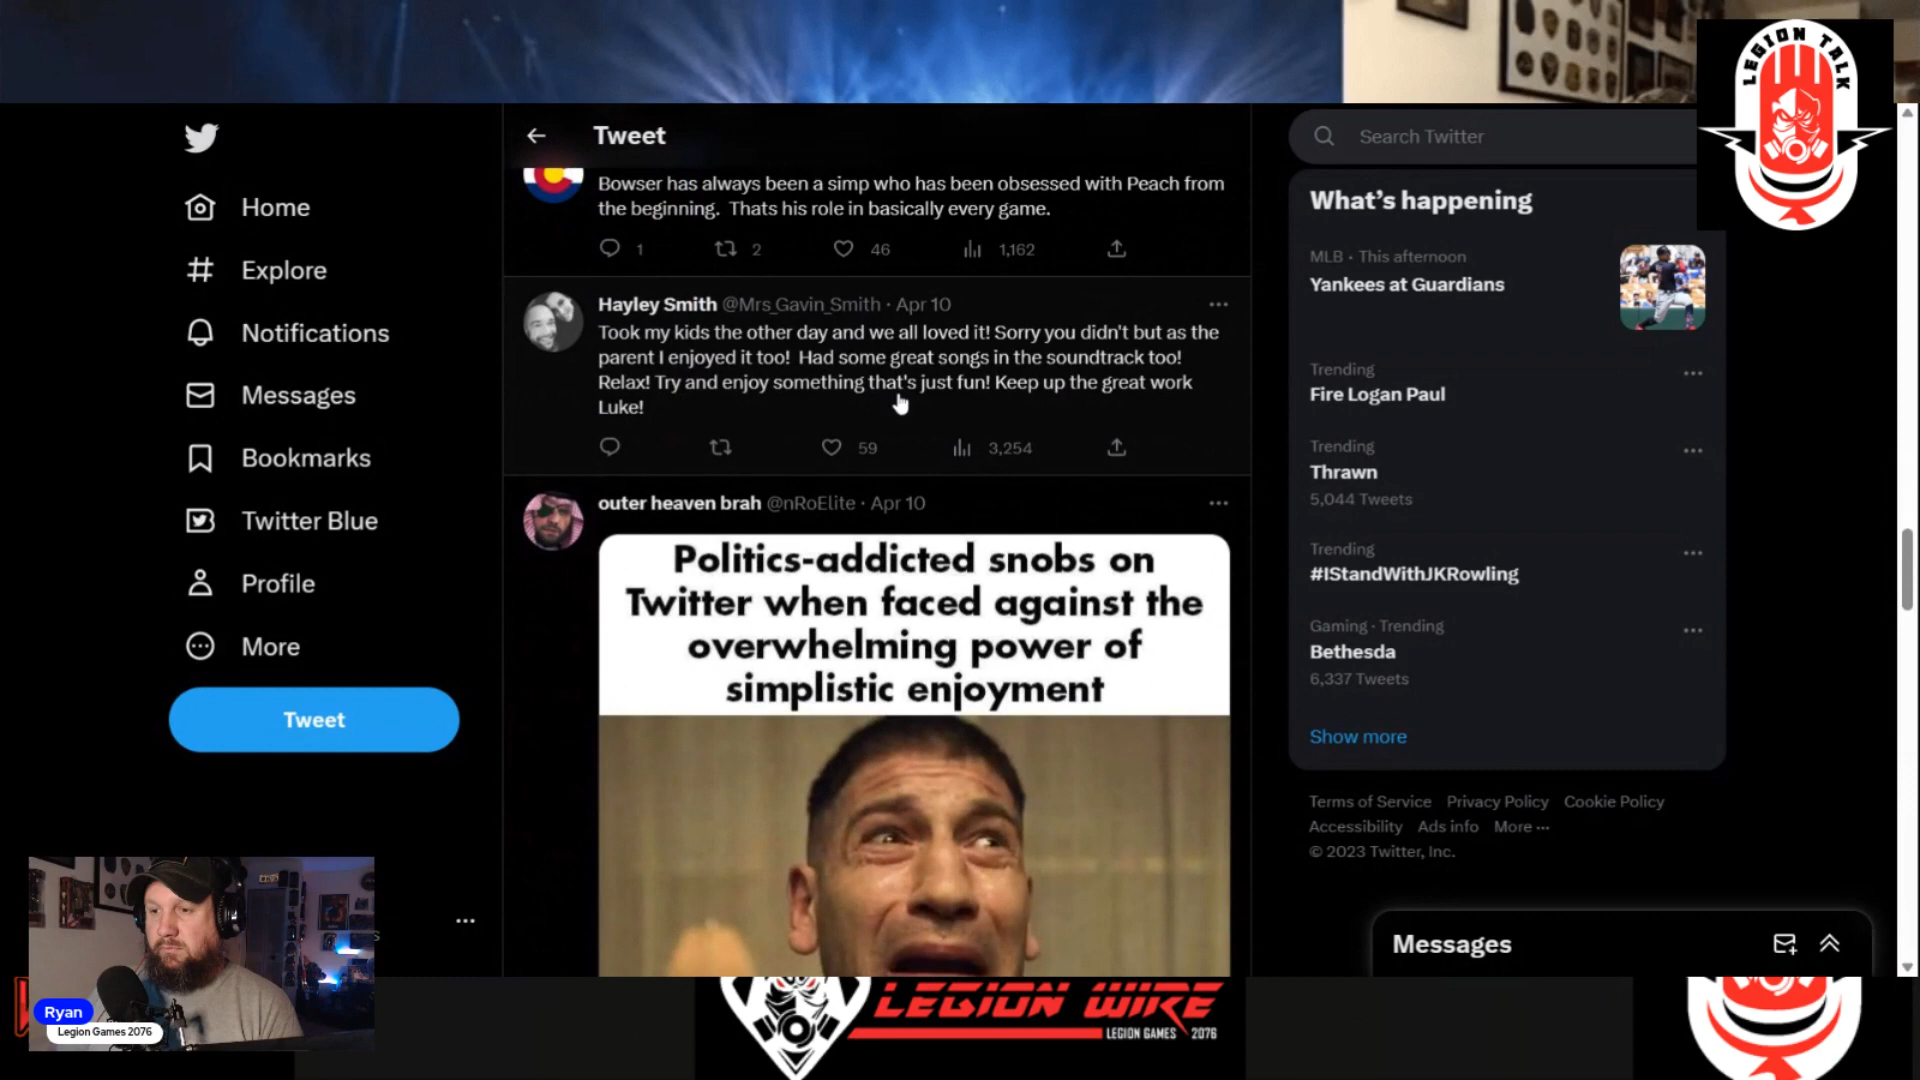 LEGION TALK
Tweet
Search Twitter
Home
Explore
Notifications
Messages
Bookmarks
Twitter Blue
Profile
More
Tweet
Bowser has always been a simp who has been obsessed with Peach from
the beginning.  Thats his role in basically every game.
1 2 46 1,162
Hayley Smith @Mrs_Gavin_Smith · Apr 10
Took my kids the other day and we all loved it! Sorry you didn't but as the
parent I enjoyed it too!  Had some great songs in the soundtrack too!
Relax! Try and enjoy something that's just fun! Keep up the great work
Luke!
59 3,254
outer heaven brah @nRoElite · Apr 10
Politics-addicted snobs on
Twitter when faced against the
overwhelming power of
simplistic enjoyment
What's happening
MLB · This afternoon
Yankees at Guardians
Trending
Fire Logan Paul
Trending
Thrawn
5,044 Tweets
Trending
#IStandWithJKRowling
Gaming · Trending
Bethesda
6,337 Tweets
Show more
Terms of Service Privacy Policy Cookie Policy
Accessibility Ads info More ···
© 2023 Twitter, Inc.
Messages
Ryan
Legion Games 2076
LEGION WIRE
LEGION GAMES 2076